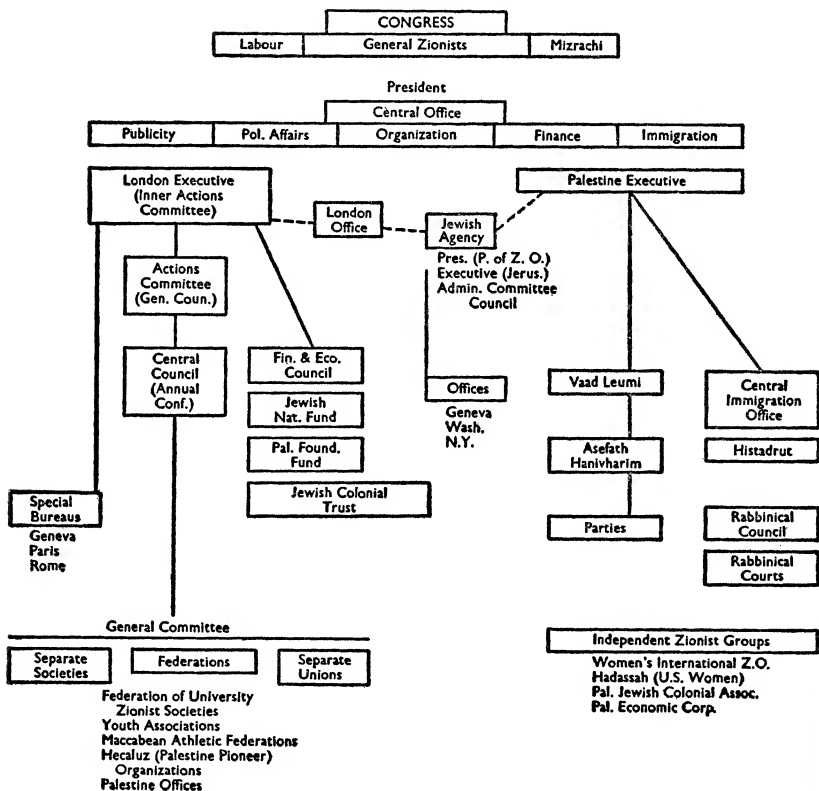 CONGRESS
Labour
General Zionists
Mizrachi
President
Central Office
Publicity
Pol. Affairs
Organization
Finance
Immigration
London Executive
(Inner Actions
Committee)
Palestine Executive
London
Office
Jewish
Agency
Pres. (P. of Z. O.)
Executive (Jerus.)
Admin. Committee
Council
Actions
Committee
(Gen. Coun.)
Central
Council
(Annual
Conf.)
Fin. & Eco.
Council
Jewish
Nat. Fund
Pal. Found.
Fund
Jewish Colonial
Trust
Offices
Geneva
Wash.
N.Y.
Vaad Leumi
Asefath
Hanivharim
Parties
Central
Immigration
Office
Histadrut
Rabbinical
Council
Rabbinical
Courts
Special
Bureaus
Geneva
Paris
Rome
General Committee
Separate
Societies
Federations
Separate
Unions
Federation of University
Zionist Societies
Youth Associations
Maccabean Athletic Federations
Hecaluz (Palestine Pioneer)
Organizations
Palestine Offices
Independent Zionist Groups
Women's International Z.O.
Hadassah (U.S. Women)
Pal. Jewish Colonial Assoc.
Pal. Economic Corp.